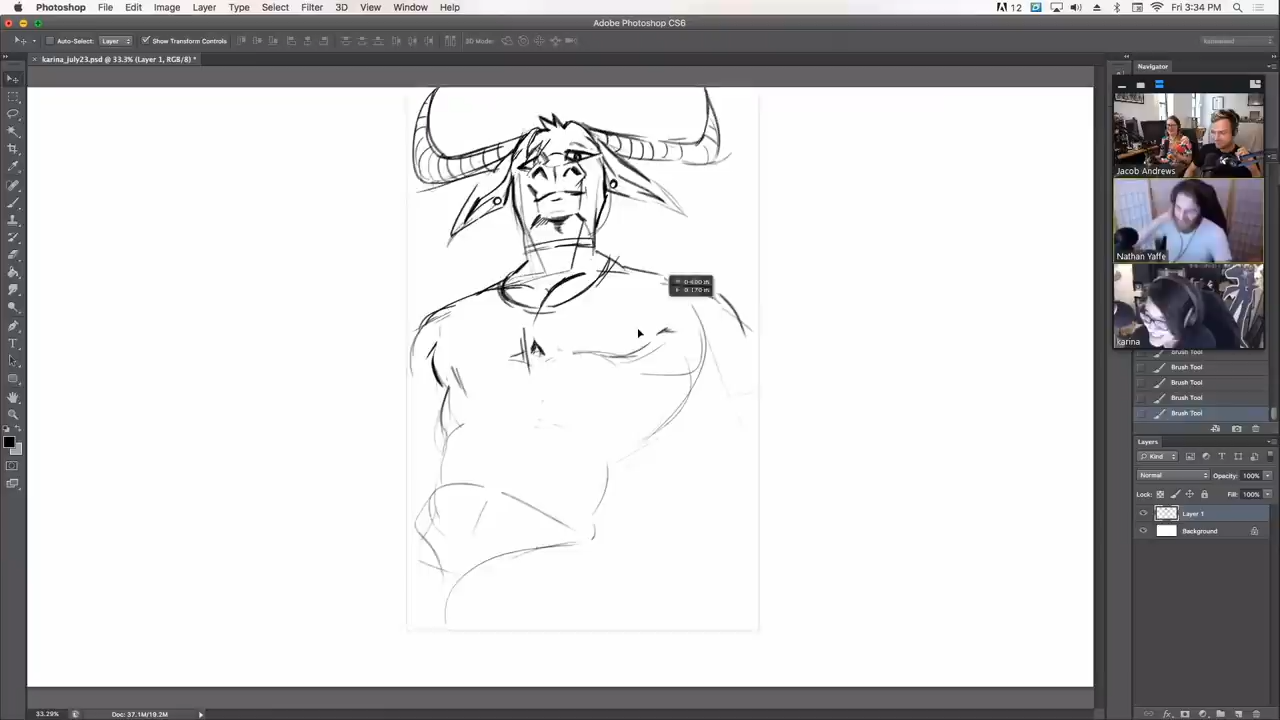 Photoshop File Edit Image Layer Type Select Filter 3D View Window Help 12 Fri 3:34 PM
Adobe Photoshop CS6
Auto-Select: Layer Show Transform Controls 3D Mode:
karina_july23.psd @ 33.3% (Layer 1, RGB/8) *
Navigator
Jacob Andrews
Nathan Yaffe
karina
Brush Tool
Brush Tool
Brush Tool
Brush Tool
Brush Tool
Layers
Kind
Normal Opacity: 100%
Lock: Fill: 100%
Layer 1
Background
33.29% Doc: 37.1M/19.2M